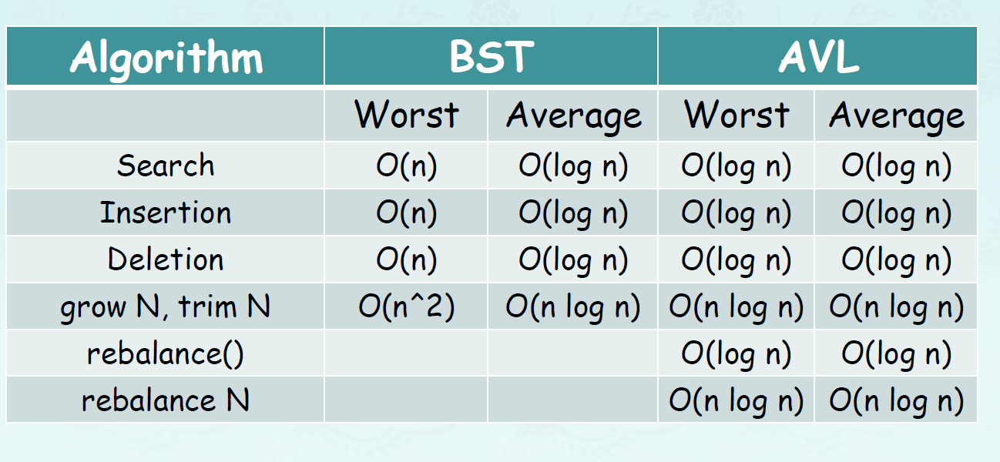 Algorithm BST AVL
Worst Average Worst Average
Search O(n) O(log n) O(log n) O(log n)
Insertion O(n) O(log n) O(log n) O(log n)
Deletion O(n) O(log n) O(log n) O(log n)
grow N, trim N O(n^2) O(n log n) O(n log n) O(n log n)
rebalance() O(log n) O(log n)
rebalance N O(n log n) O(n log n)